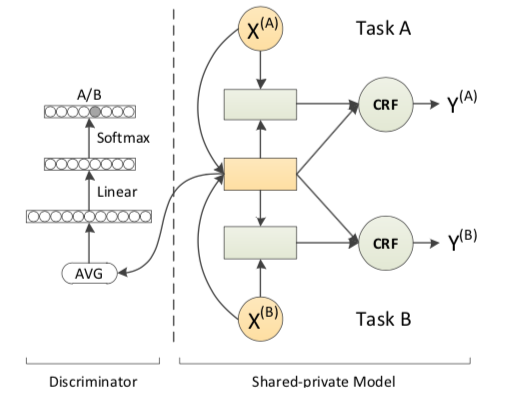 X(A)
Task A
A/B
CRF
Y(A)
Softmax
Linear
AVG
CRF
Y(B)
X(B)
Task B
Discriminator
Shared-private Model